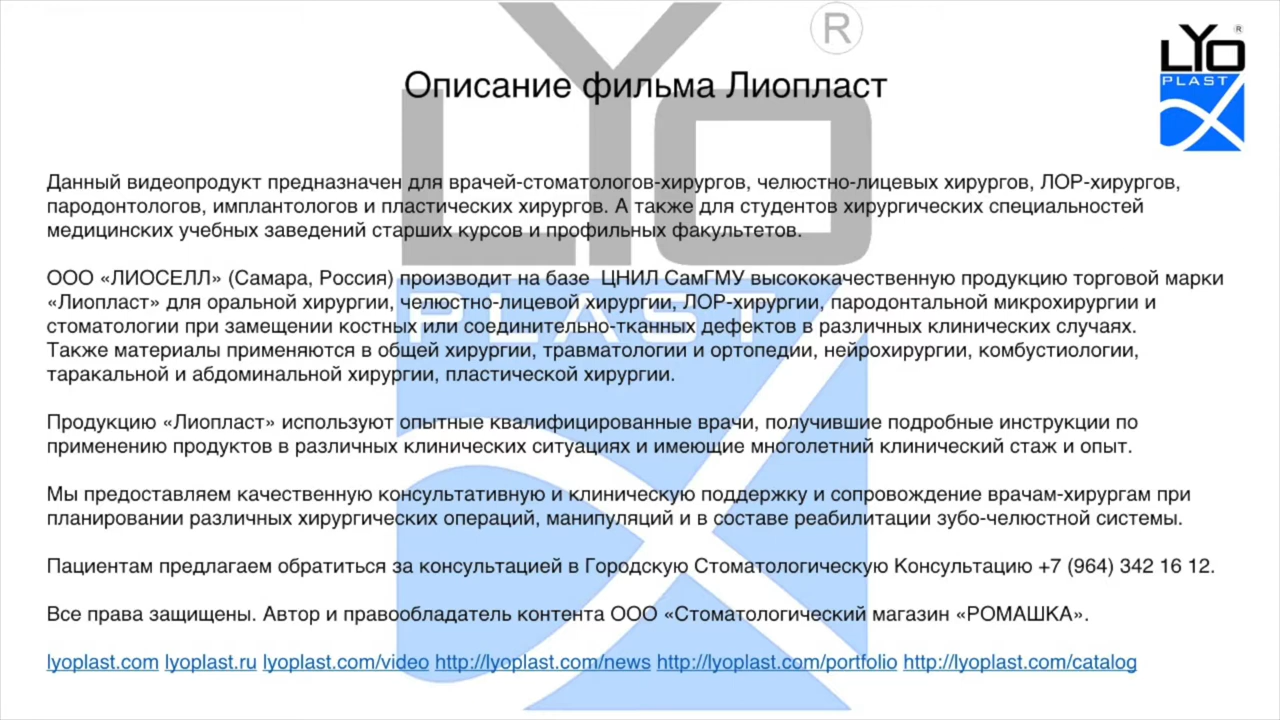 LYO
®
PLAST
Описание фильма Лиопласт
LYO
®
PLAST
Данный видеопродукт предназначен для врачей-стоматологов-хирургов, челюстно-лицевых хирургов, ЛОР-хирургов,
пародонтологов, имплантологов и пластических хирургов. А также для студентов хирургических специальностей
медицинских учебных заведений старших курсов и профильных факультетов.
ООО «ЛИОСЕЛЛ» (Самара, Россия) производит на базе ЦНИЛ СамГМУ высококачественную продукцию торговой марки
«Лиопласт» для оральной хирургии, челюстно-лицевой хирургии, ЛОР-хирургии, пародонтальной микрохирургии и
стоматологии при замещении костных или соединительно-тканных дефектов в различных клинических случаях.
Также материалы применяются в общей хирургии, травматологии и ортопедии, нейрохирургии, комбустиологии,
таракальной и абдоминальной хирургии, пластической хирургии.
Продукцию «Лиопласт» используют опытные квалифицированные врачи, получившие подробные инструкции по
применению продуктов в различных клинических ситуациях и имеющие многолетний клинический стаж и опыт.
Мы предоставляем качественную консультативную и клиническую поддержку и сопровождение врачам-хирургам при
планировании различных хирургических операций, манипуляций и в составе реабилитации зубо-челюстной системы.
Пациентам предлагаем обратиться за консультацией в Городскую Стоматологическую Консультацию +7 (964) 342 16 12.
Все права защищены. Автор и правообладатель контента ООО «Стоматологический магазин «РОМАШКА».
lyoplast.com lyoplast.ru lyoplast.com/video http://lyoplast.com/news http://lyoplast.com/portfolio http://lyoplast.com/catalog